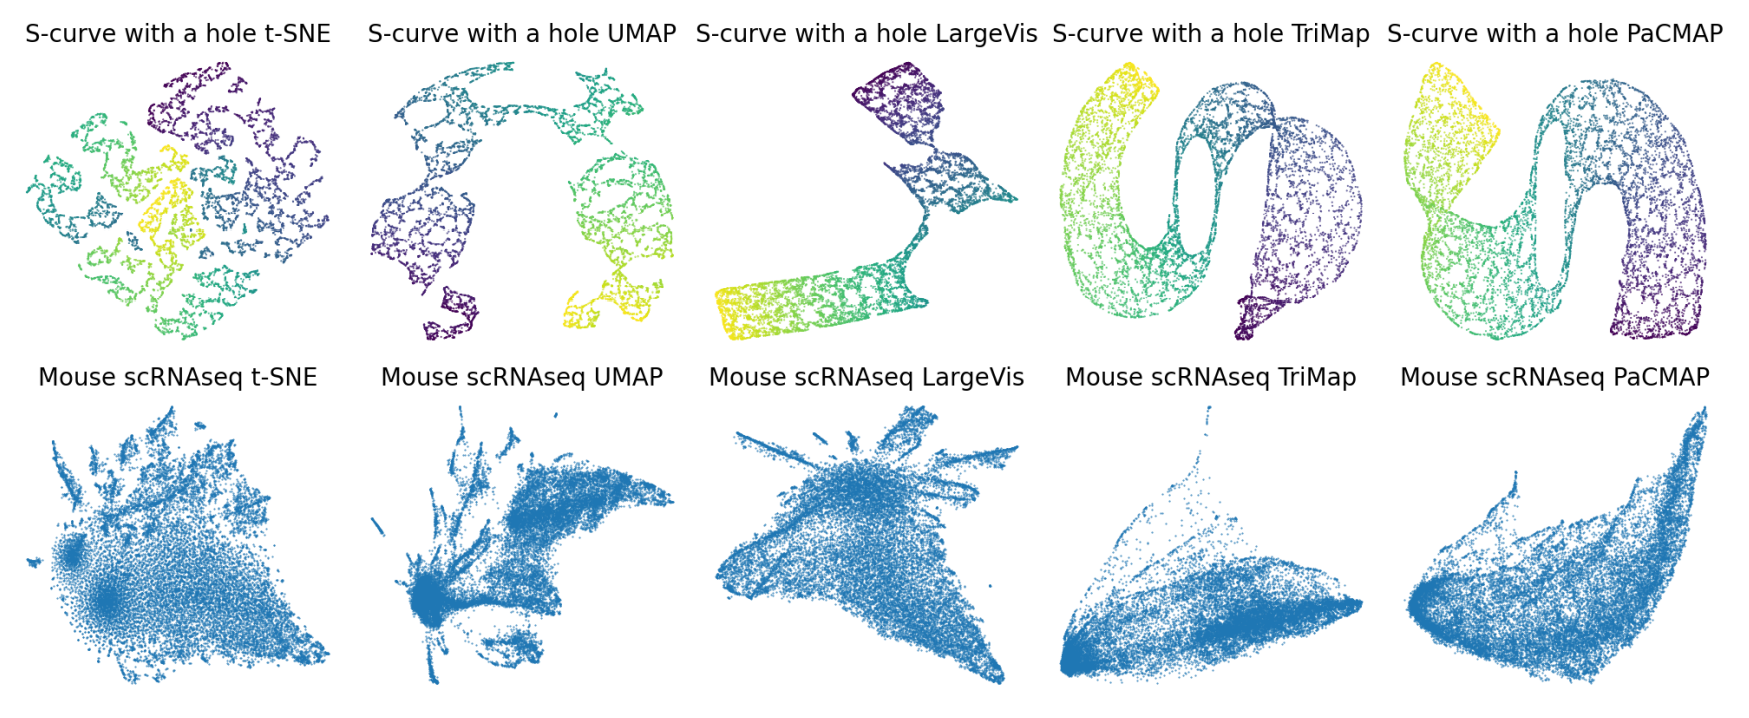 S-curve with a hole t-SNE
S-curve with a hole UMAP
S-curve with a hole LargeVis
S-curve with a hole TriMap
S-curve with a hole PaCMAP
Mouse scRNAseq t-SNE
Mouse scRNAseq UMAP
Mouse scRNAseq LargeVis
Mouse scRNAseq TriMap
Mouse scRNAseq PaCMAP